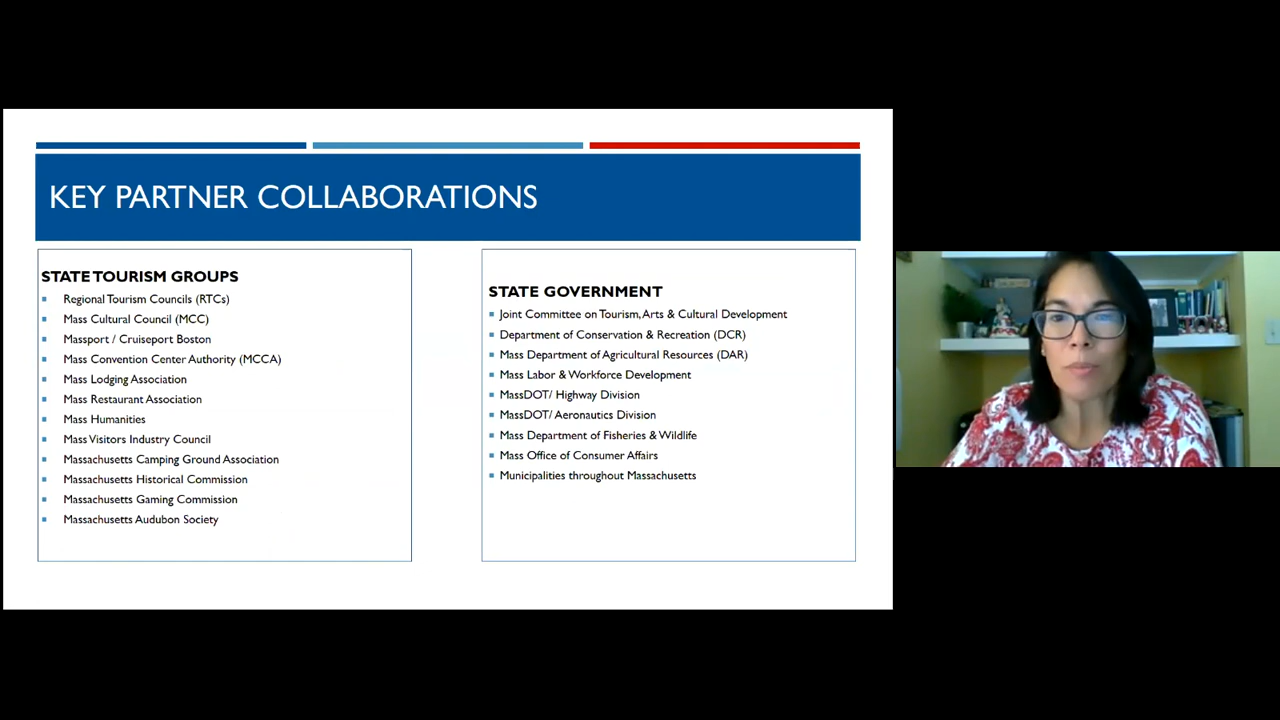 KEY PARTNER COLLABORATIONS
STATE TOURISM GROUPS
Regional Tourism Councils (RTCs)
Mass Cultural Council (MCC)
Massport / Cruiseport Boston
Mass Convention Center Authority (MCCA)
Mass Lodging Association
Mass Restaurant Association
Mass Humanities
Mass Visitors Industry Council
Massachusetts Camping Ground Association
Massachusetts Historical Commission
Massachusetts Gaming Commission
Massachusetts Audubon Society
STATE GOVERNMENT
Joint Committee on Tourism, Arts & Cultural Development
Department of Conservation & Recreation (DCR)
Mass Department of Agricultural Resources (DAR)
Mass Labor & Workforce Development
MassDOT/ Highway Division
MassDOT/ Aeronautics Division
Mass Department of Fisheries & Wildlife
Mass Office of Consumer Affairs
Municipalities throughout Massachusetts